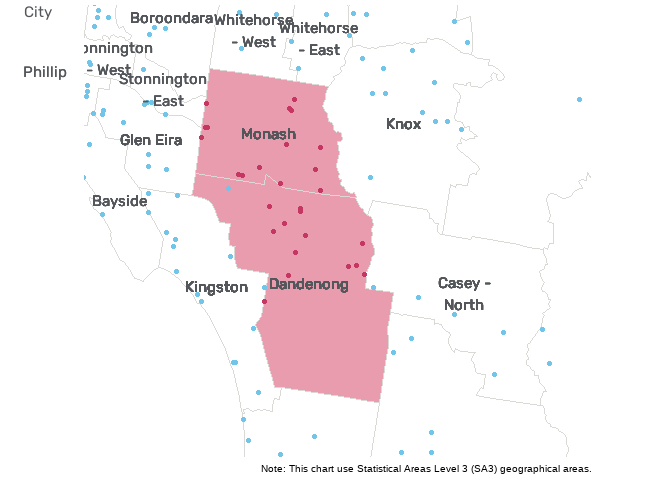 City
Boroondara
Whitehorse
- West
Whitehorse
- East
onnington
- West
Phillip
Stonnington
- East
Knox
Monash
Glen Eira
Bayside
Kingston
Dandenong
Casey -
North
Note: This chart use Statistical Areas Level 3 (SA3) geographical areas.